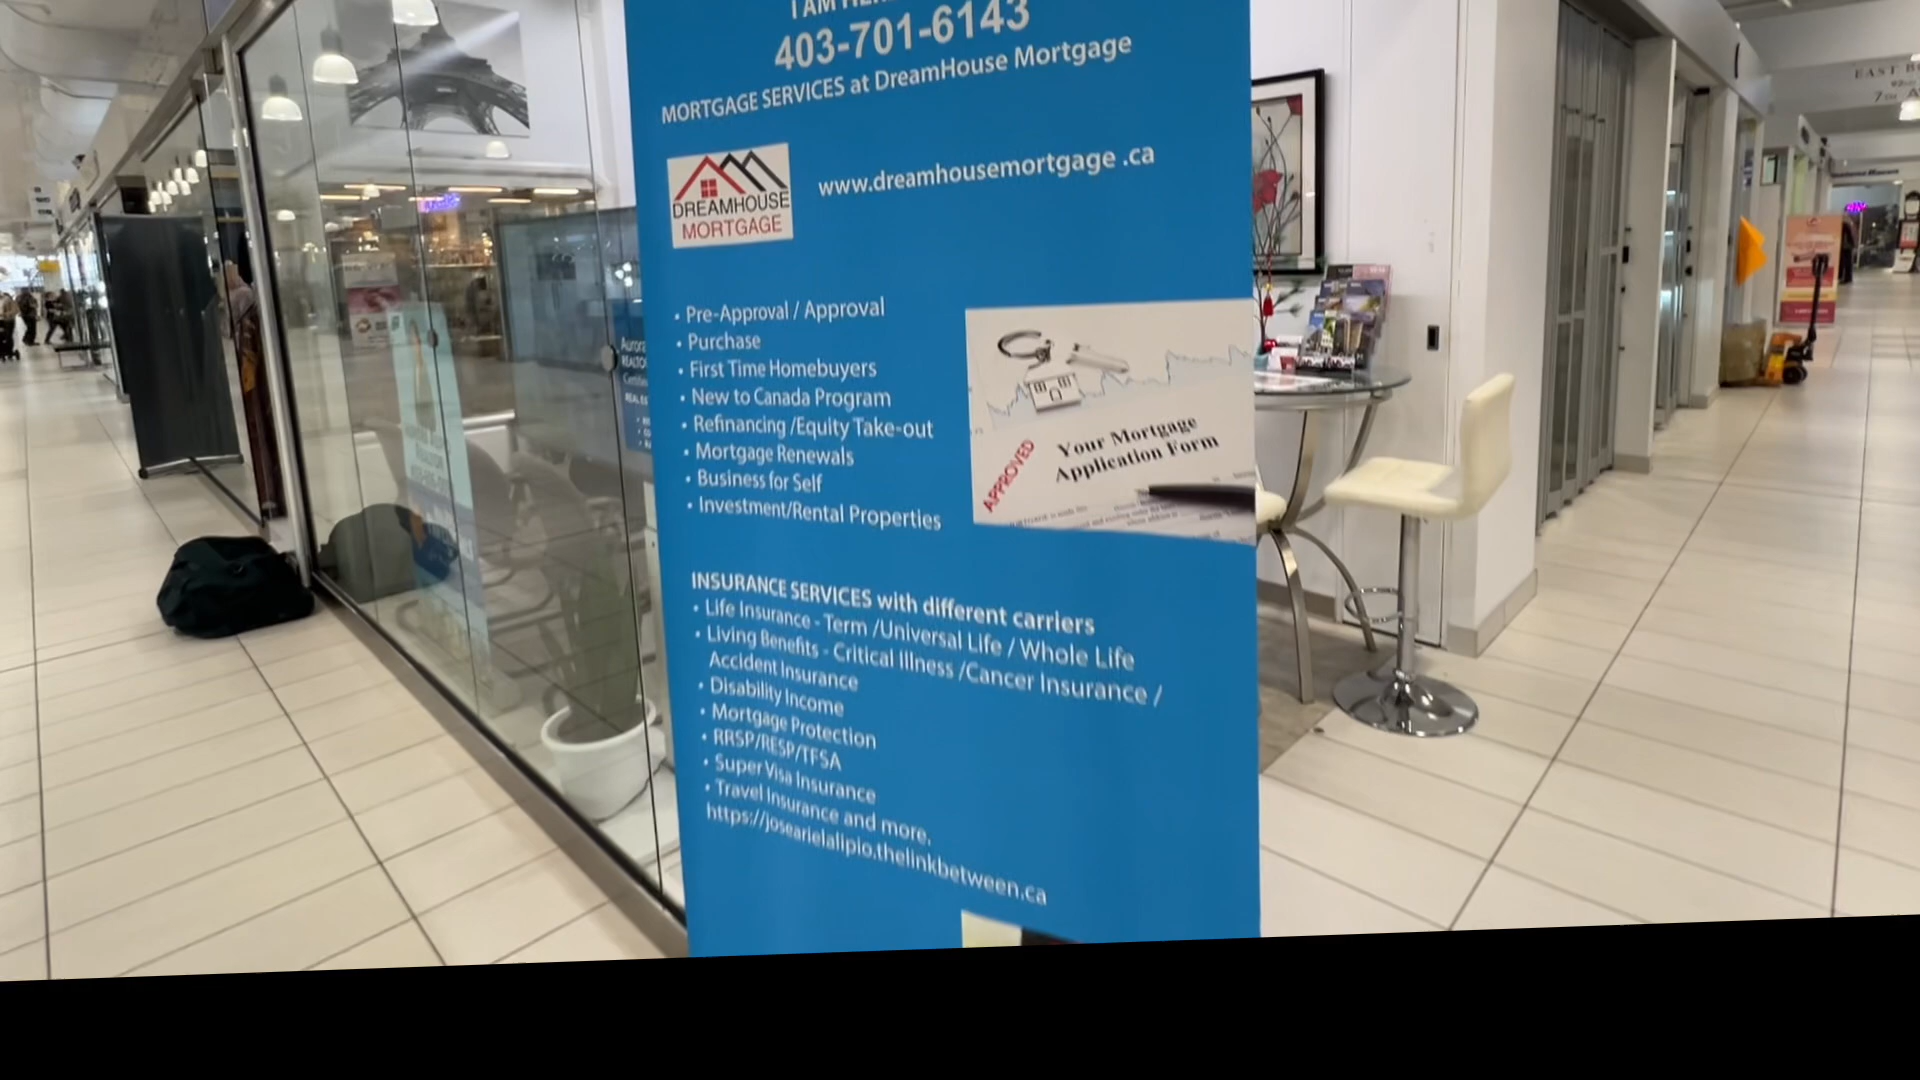 I AM
403-701-6143
MORTGAGE SERVICES at DreamHouse Mortgage
DREAMHOUSE
MORTGAGE
www.dreamhousemortgage .ca
• Pre-Approval / Approval
• Purchase
• First Time Homebuyers
• New to Canada Program
• Refinancing /Equity Take-out
• Mortgage Renewals
• Business for Self
• Investment/Rental Properties
APPROVED
Your Mortgage
Application Form
INSURANCE SERVICES with different carriers
• Life Insurance - Term /Universal Life / Whole Life
• Living Benefits - Critical Illness /Cancer Insurance /
Accident Insurance
• Disability Income
• Mortgage Protection
• RRSP/RESP/TFSA
• Super Visa Insurance
• Travel Insurance and more.
https://josearielalipio.thelinkbetween.ca
Aurora
EAST